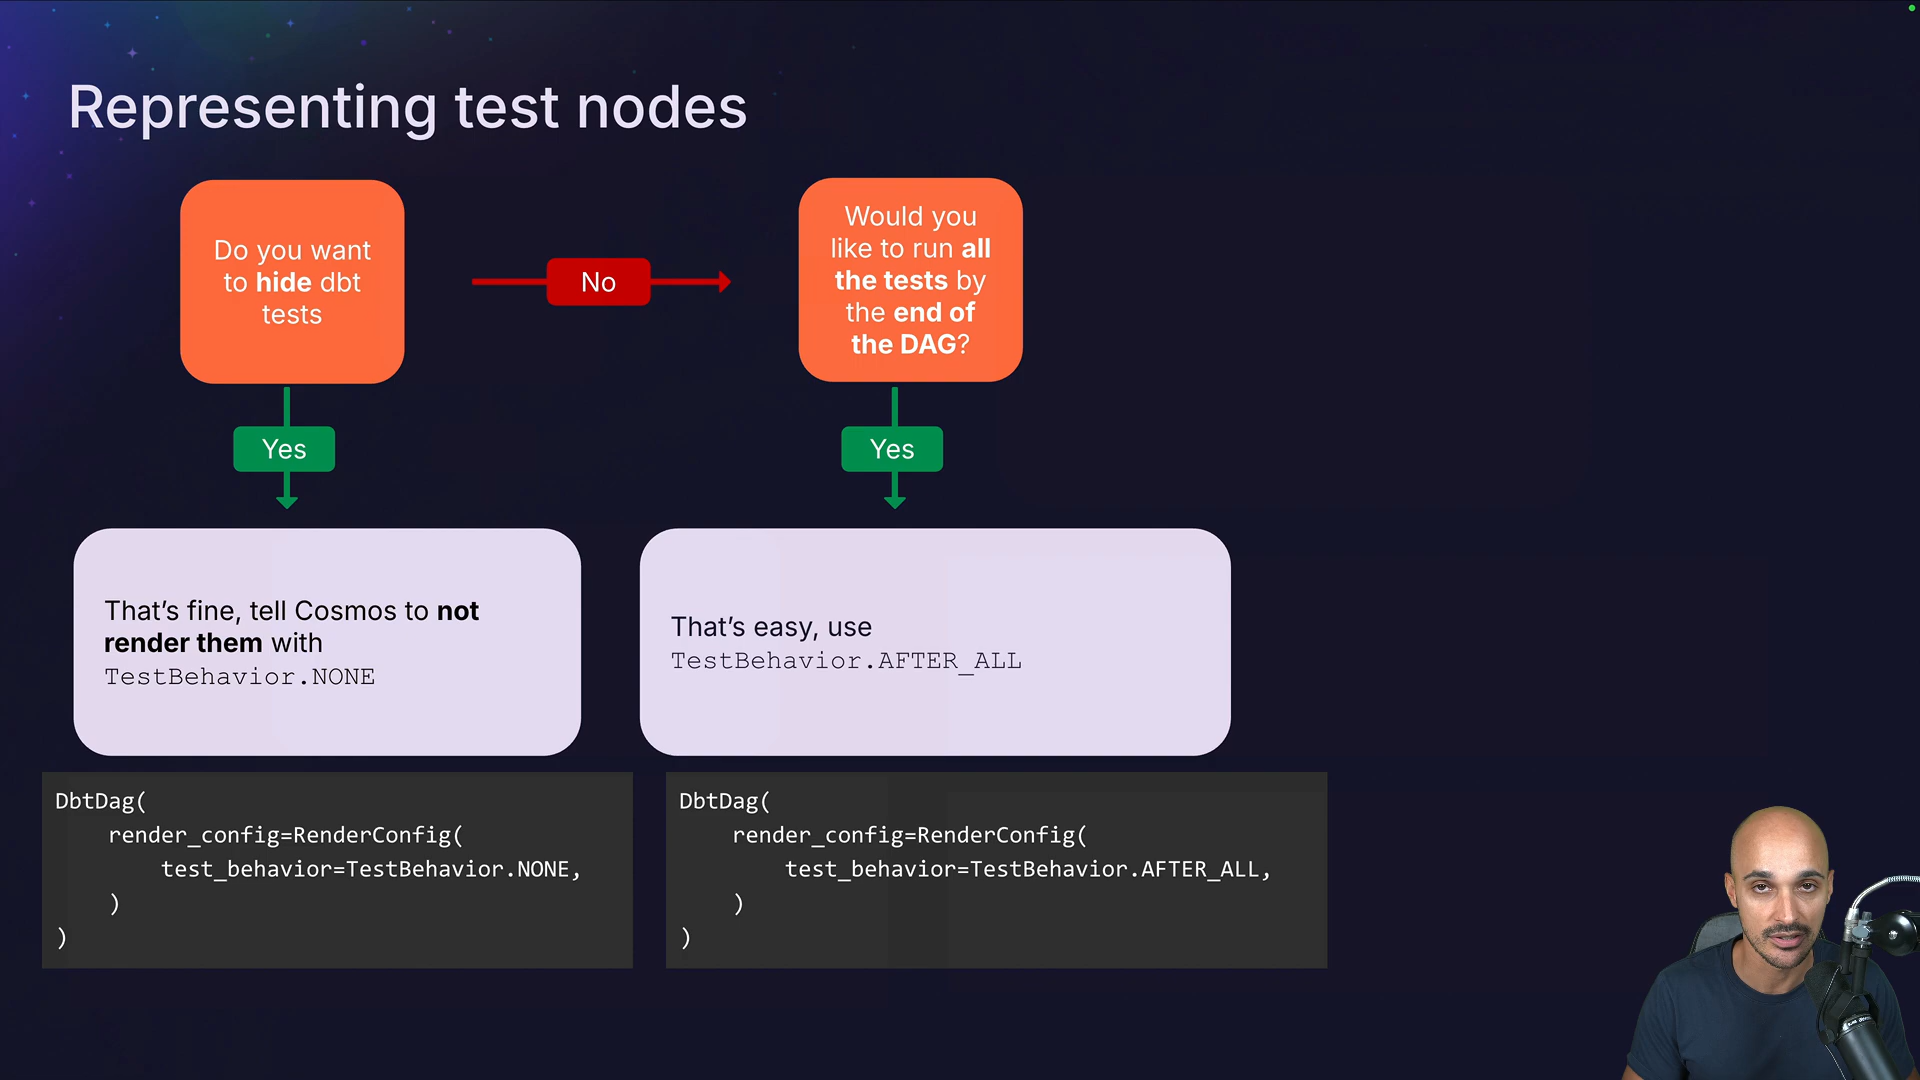 Representing test nodes
Do you want
to hide dbt
tests
No
Would you
like to run all
the tests by
the end of
the DAG?
Yes
Yes
That’s fine, tell Cosmos to not
render them with
TestBehavior.NONE
That’s easy, use
TestBehavior.AFTER_ALL
DbtDag(
    render_config=RenderConfig(
        test_behavior=TestBehavior.NONE,
    )
)
DbtDag(
    render_config=RenderConfig(
        test_behavior=TestBehavior.AFTER_ALL,
    )
)